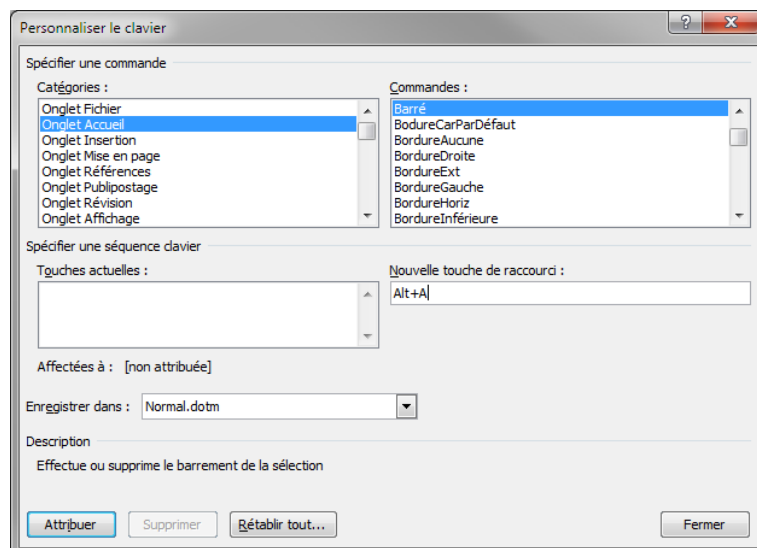 Personnaliser le clavier
Spécifier une commande
Catégories :
Onglet Fichier
Onglet Accueil
Onglet Insertion
Onglet Mise en page
Onglet Références
Onglet Publipostage
Onglet Révision
Onglet Affichage
Commandes :
Barré
BodureCarParDéfaut
BordureAucune
BordureDroite
BordureExt
BordureGauche
BordureHoriz
BordureInférieure
Spécifier une séquence clavier
Touches actuelles :
Nouvelle touche de raccourci :
Alt+A
Affectées à : [non attribuée]
Enregistrer dans : Normal.dotm
Description
Effectue ou supprime le barrement de la sélection
Attribuer Supprimer Rétablir tout... Fermer